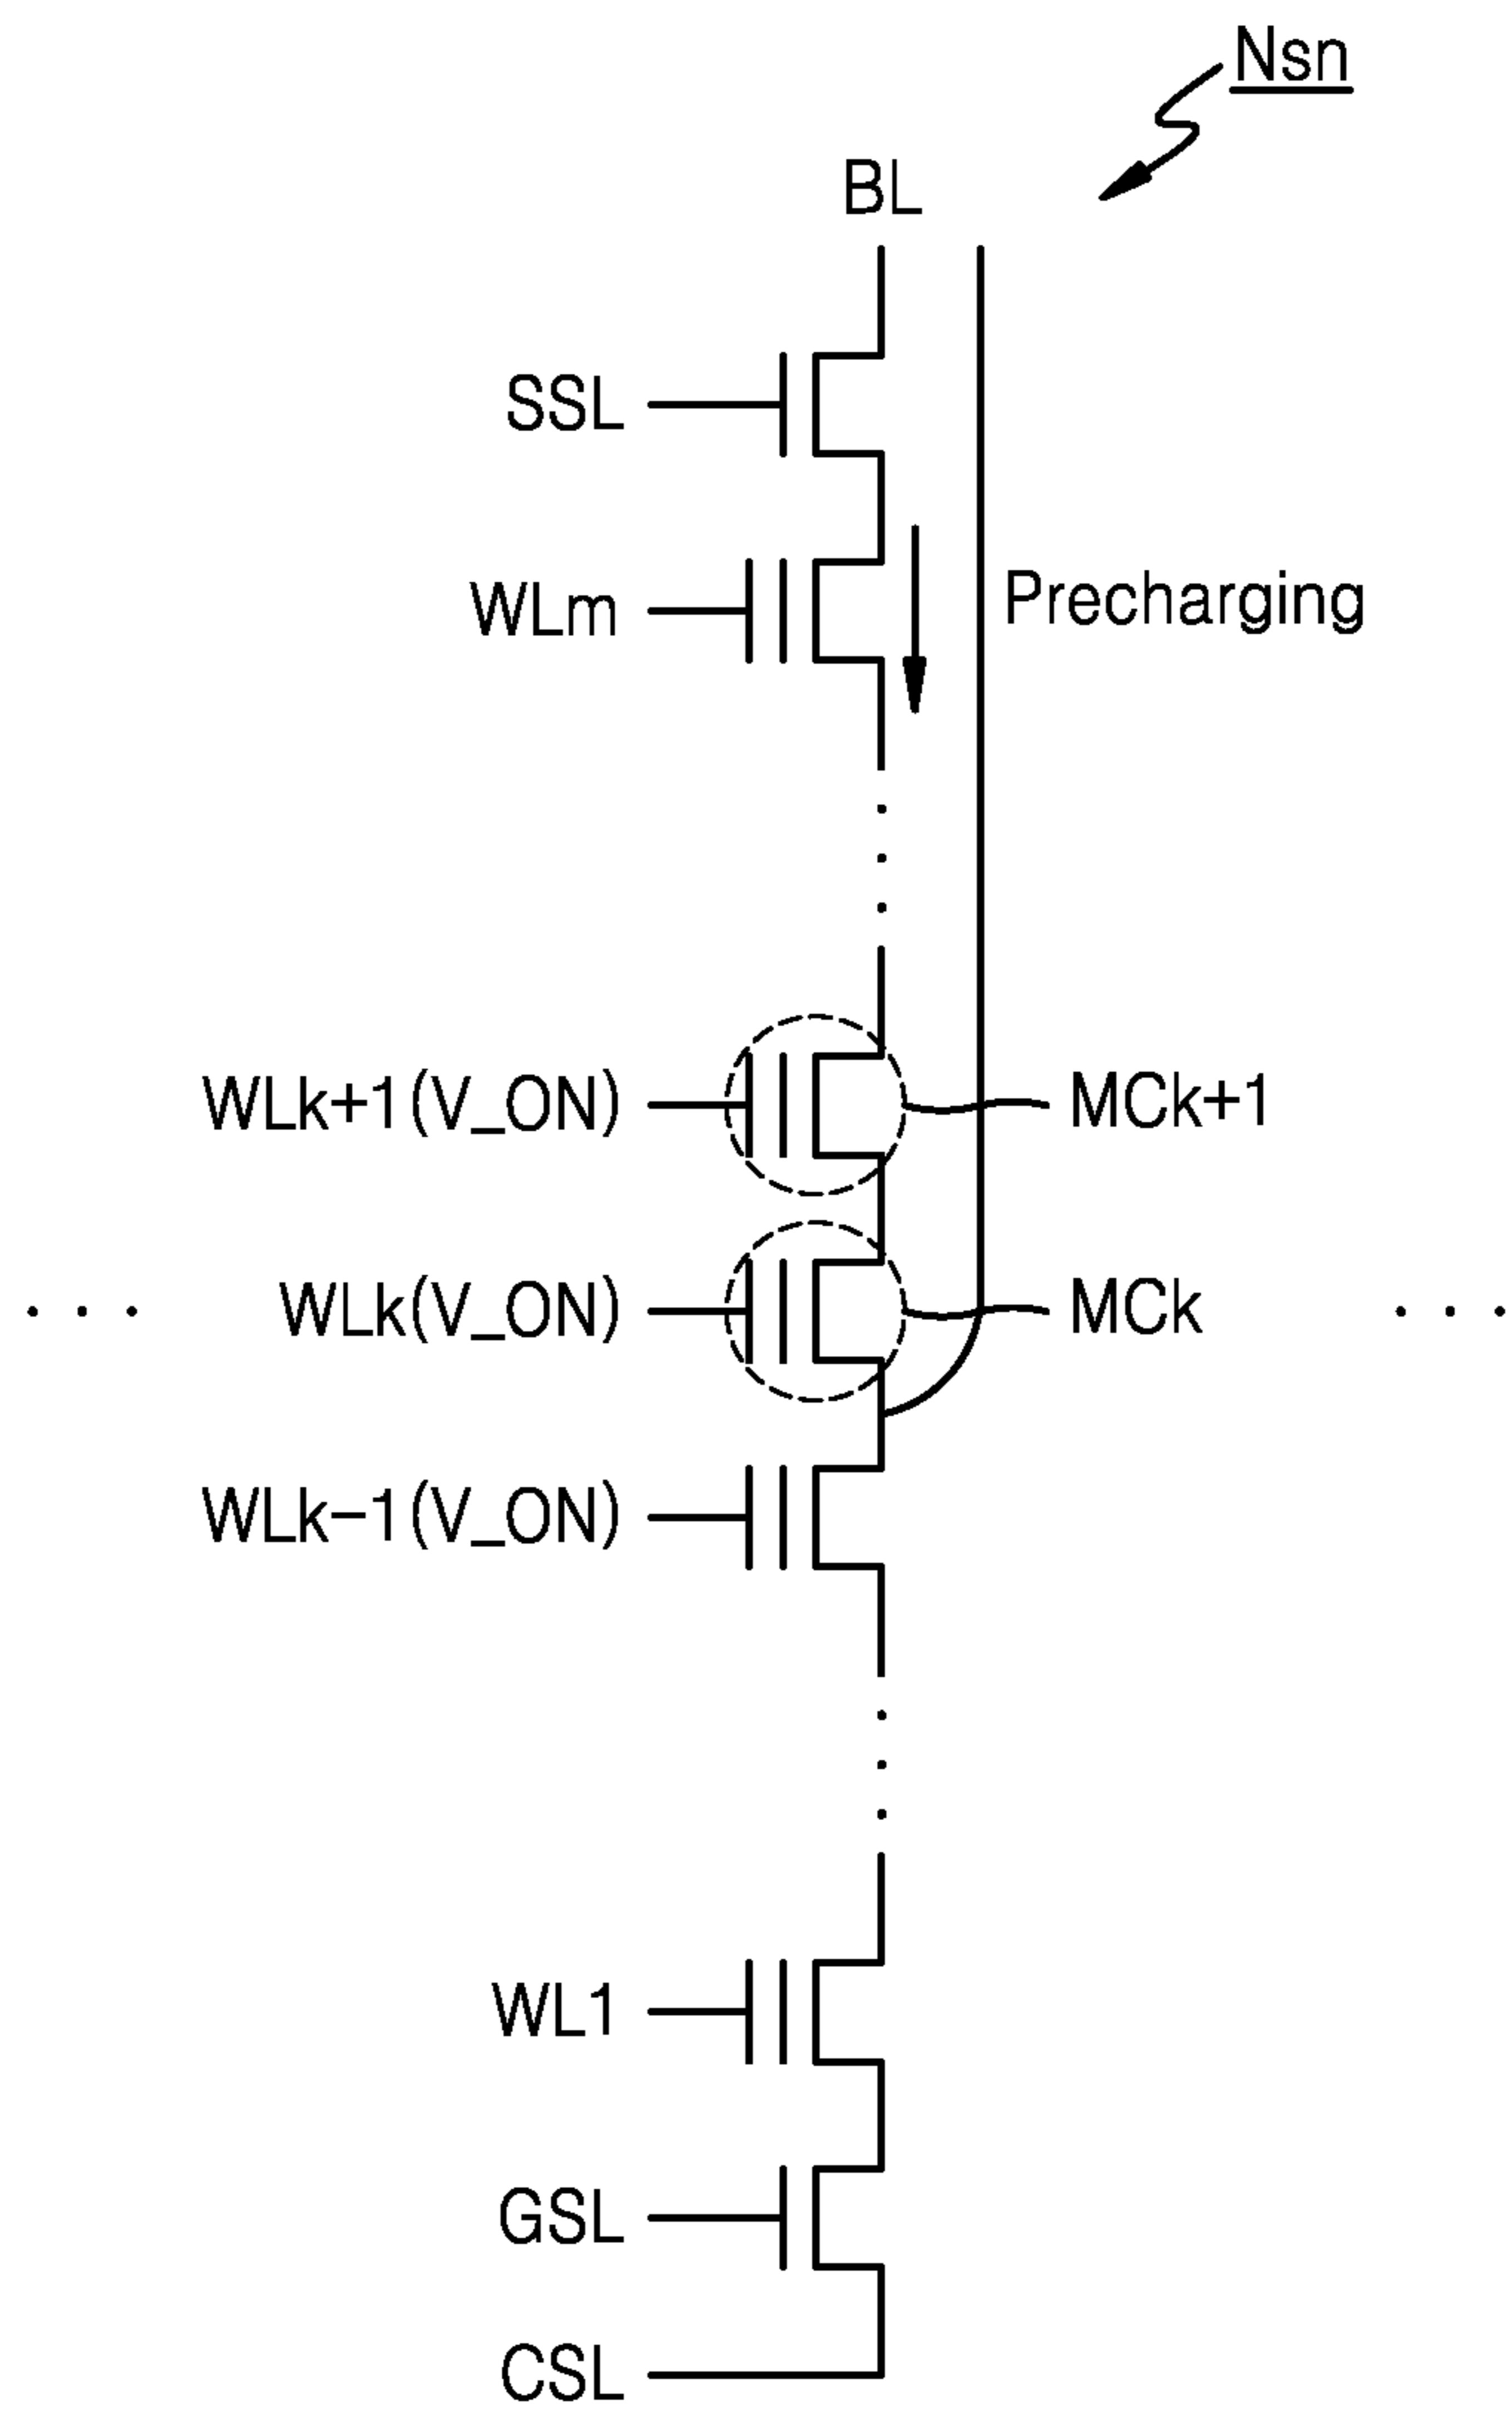 Nsn
BL
SSL
WLm
Precharging
WLk+1(V_ON)
MCk+1
. . .
WLk(V_ON)
MCk
. . .
WLk-1(V_ON)
WL1
GSL
CSL